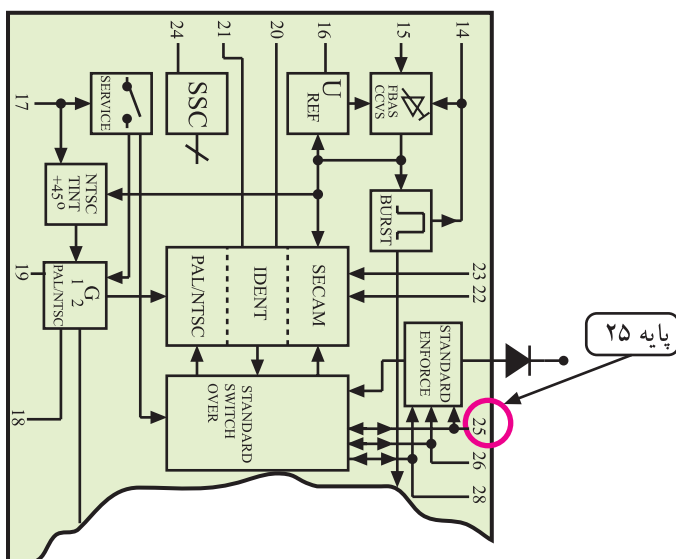 24
21
20
16
15
14
17
SERVICE
SSC
U
REF
FBAS
CCVS
NTSC
TINT
+45º
BURST
19
G
1 2
PAL/NTSC
PAL/NTSC
IDENT
SECAM
23
22
18
STANDARD
SWITCH
OVER
STANDARD
ENFORCE
25
26
28
پایه ۲۵